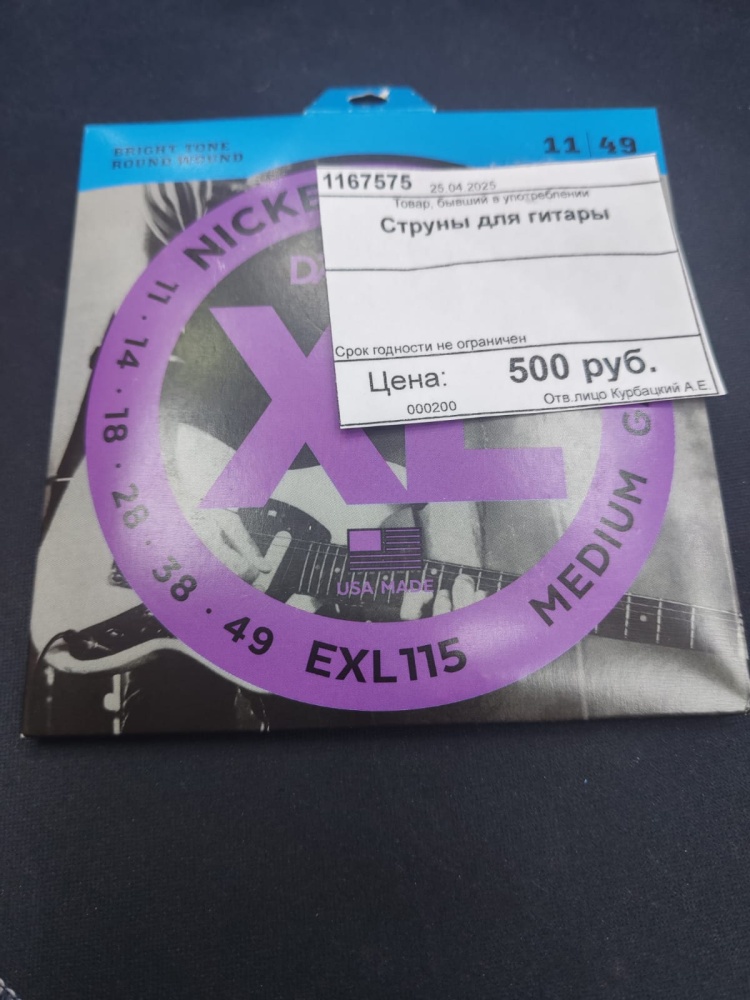 BRIGHT TONE
ROUND WOUND
11 49
1167575 25.04.2025
Товар, бывший в употреблении
Струны для гитары
Срок годности не ограничен
Цена: 500 руб.
000200 Отв.лицо Курбацкий А.Е.
XL
11 · 14 · 18 · 28 · 38 · 49
USA MADE
EXL115
MEDIUM